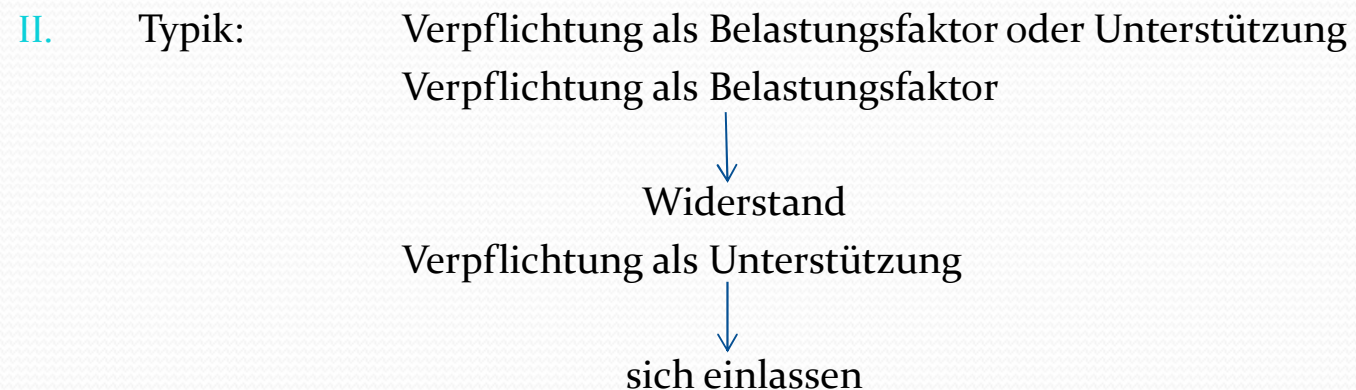 II. Typik: Verpflichtung als Belastungsfaktor oder Unterstützung
Verpflichtung als Belastungsfaktor
Widerstand
Verpflichtung als Unterstützung
sich einlassen